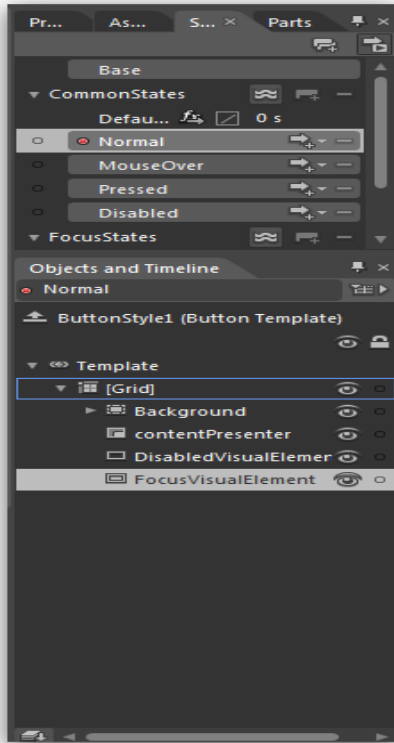 Pr... As... S... × Parts
Base
CommonStates
Defau... fx 0 s
Normal
MouseOver
Pressed
Disabled
FocusStates
Objects and Timeline
Normal
ButtonStyle1 (Button Template)
Template
[Grid]
Background
contentPresenter
DisabledVisualElemer
FocusVisualElement